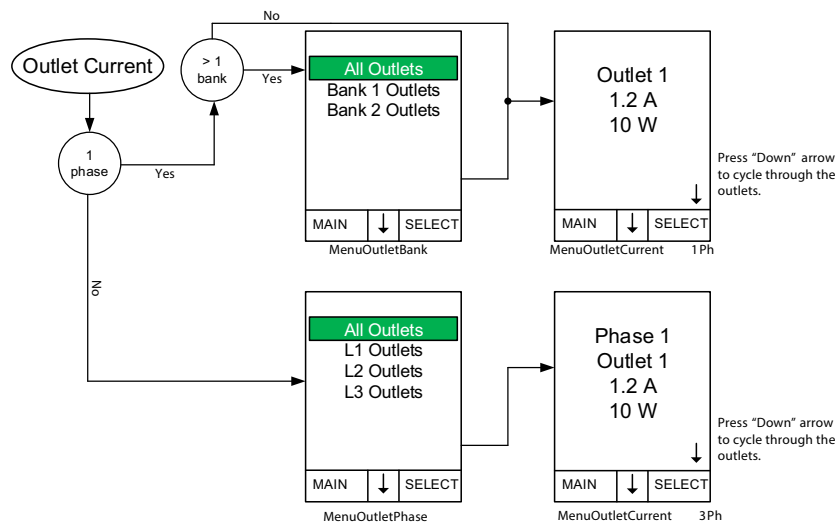 Outlet Current
> 1
bank
No
Yes
1
phase
Yes
No
All Outlets
Bank 1 Outlets
Bank 2 Outlets
MAIN ↓ SELECT
MenuOutletBank
Outlet 1
1.2 A
10 W
↓
MAIN ↓ SELECT
MenuOutletCurrent 1Ph
Press “Down” arrow
to cycle through the
outlets.
All Outlets
L1 Outlets
L2 Outlets
L3 Outlets
MAIN ↓ SELECT
MenuOutletPhase
Phase 1
Outlet 1
1.2 A
10 W
↓
MAIN ↓ SELECT
MenuOutletCurrent 3Ph
Press “Down” arrow
to cycle through the
outlets.